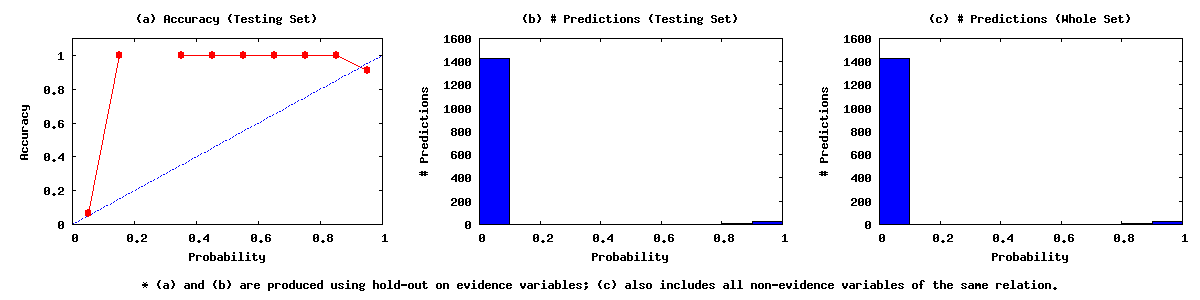 (a) Accuracy (Testing Set)
1
0.8
0.6
0.4
0.2
0
Accuracy
0 0.2 0.4 0.6 0.8 1
Probability
(b) # Predictions (Testing Set)
1600
1400
1200
1000
800
600
400
200
0
# Predictions
0 0.2 0.4 0.6 0.8 1
Probability
(c) # Predictions (Whole Set)
1600
1400
1200
1000
800
600
400
200
0
# Predictions
0 0.2 0.4 0.6 0.8 1
Probability
* (a) and (b) are produced using hold-out on evidence variables; (c) also includes all non-evidence variables of the same relation.